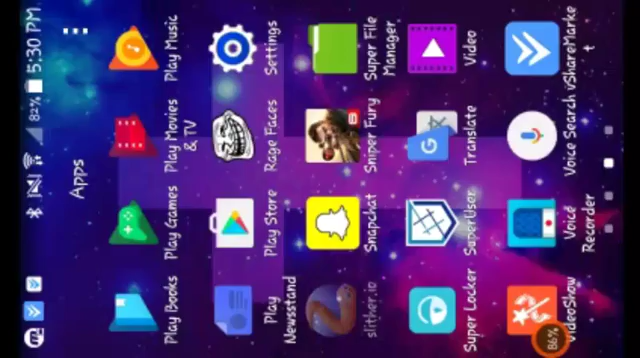 82% 5:30 PM
Apps
Play Books
Play Games
Play Movies
& TV
Play Music
Play
Newsstand
Play Store
Rage Faces
Settings
slither.io
Snapchat
Sniper Fury
Super File
Manager
Super Locker
SuperUser
Translate
Video
VideoShow
Voice
Recorder
Voice Search
vShareMarke
t
86%